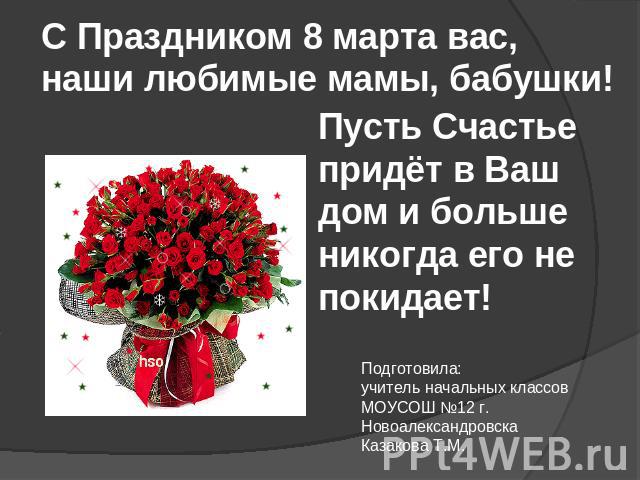 С Праздником 8 марта вас,
наши любимые мамы, бабушки!
Пусть Счастье
придёт в Ваш
дом и больше
никогда его не
покидает!
hso
Подготовила:
учитель начальных классов
МОУСОШ №12 г.
Новоалександровска
Казакова Т.М.
PPt4WEB.ru